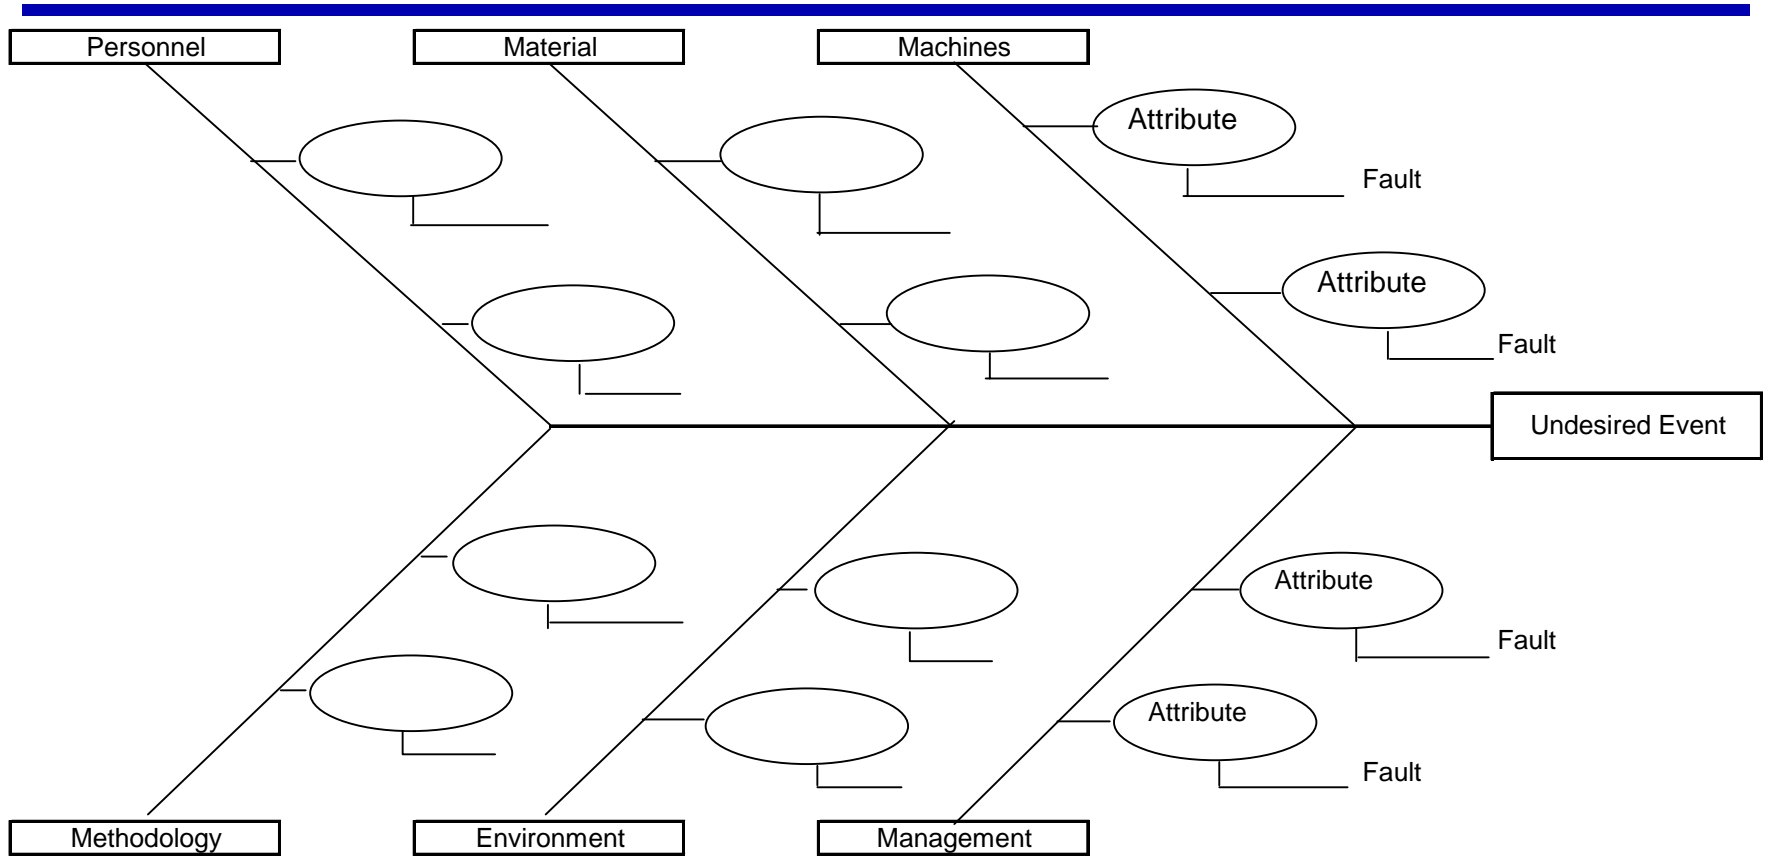 Personnel
Material
Machines
Attribute
Fault
Attribute
Fault
Undesired Event
Attribute
Fault
Attribute
Fault
Methodology
Environment
Management